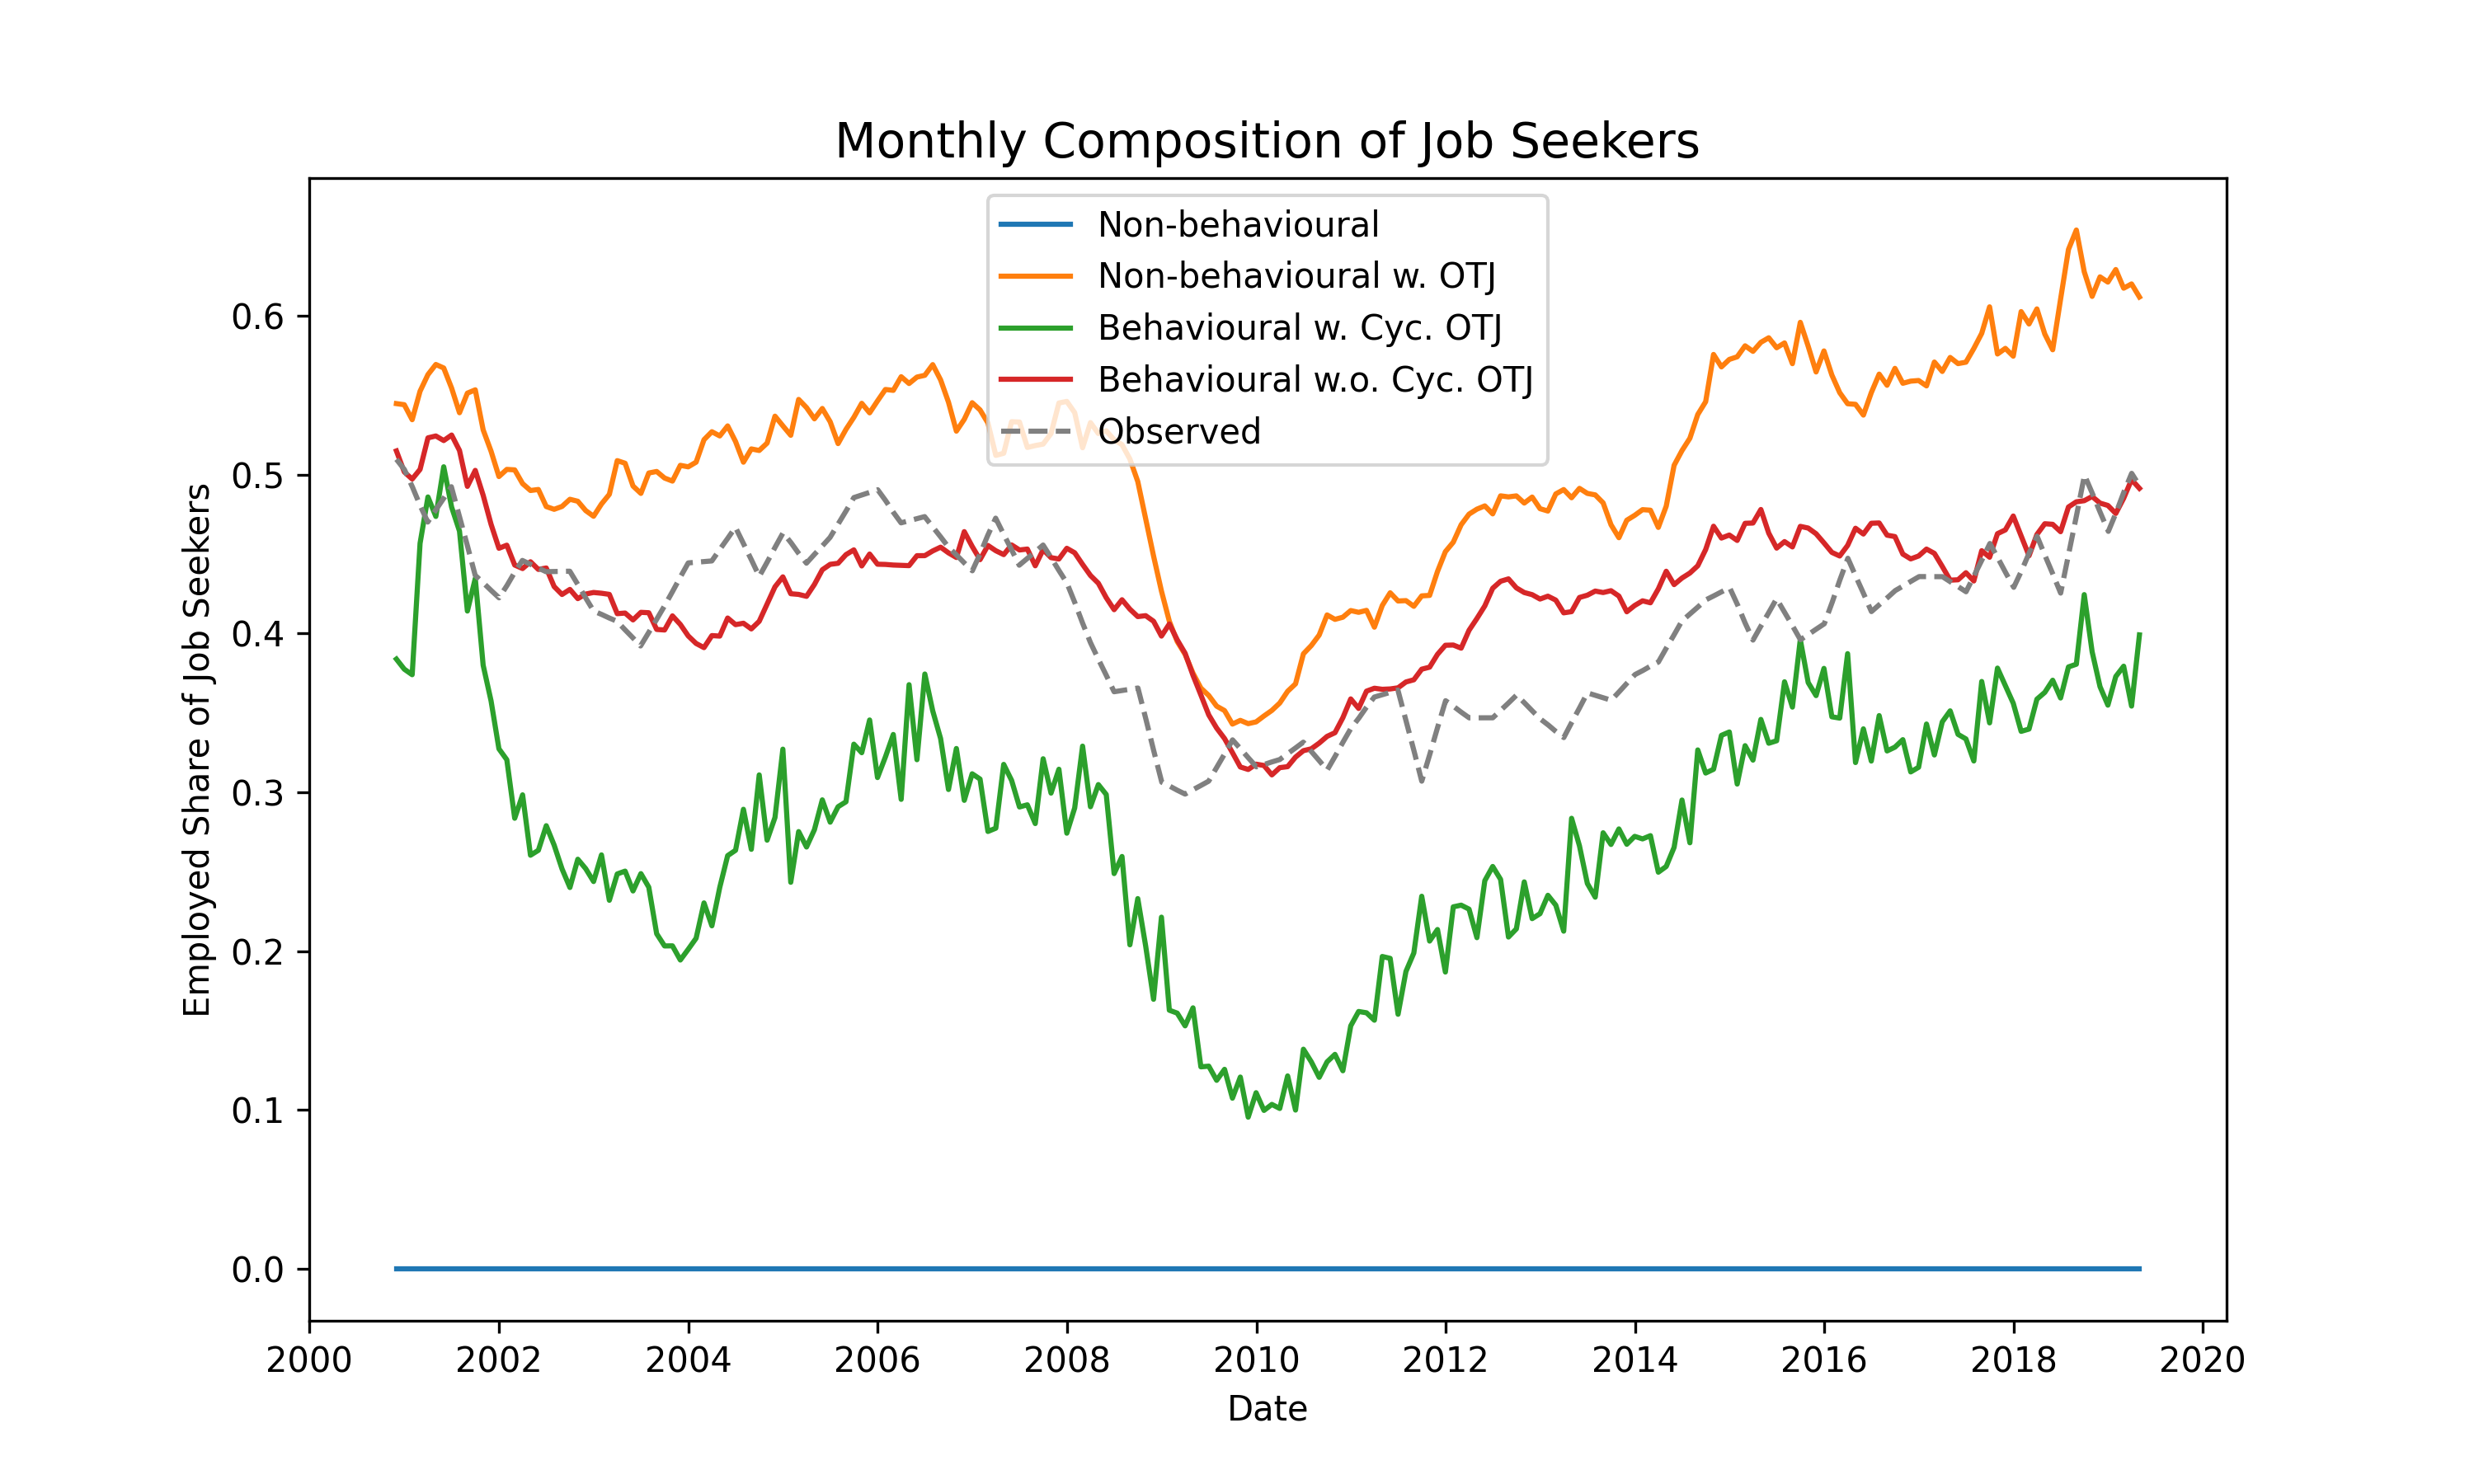 Monthly Composition of Job Seekers
Non-behavioural
Non-behavioural w. OTJ
Behavioural w. Cyc. OTJ
Behavioural w.o. Cyc. OTJ
Observed
Employed Share of Job Seekers
0.6
0.5
0.4
0.3
0.2
0.1
0.0
2000 2002 2004 2006 2008 2010 2012 2014 2016 2018 2020
Date